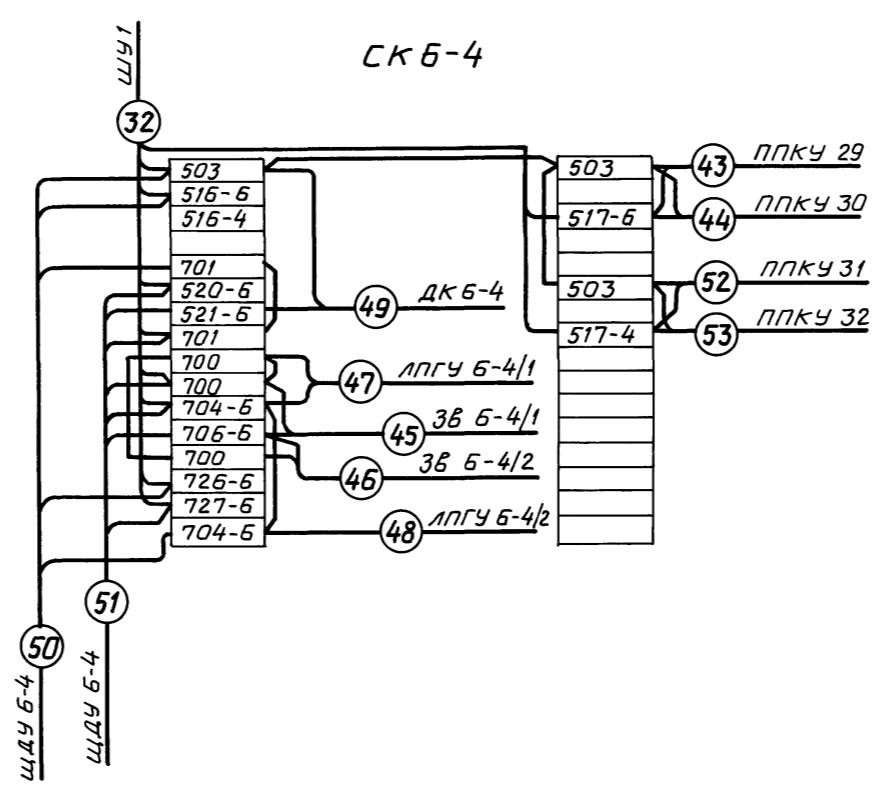 СК Б-4
ШУ1
32
503
516-Б
516-4
701
520-Б
521-Б
701
700
700
704-Б
706-Б
700
726-Б
727-Б
704-Б
503
517-Б
503
517-4
43 ППКУ 29
44 ППКУ 30
52 ППКУ 31
53 ППКУ 32
49 ДК Б-4
47 ЛПГУ Б-4/1
45 ЗВ Б-4/1
46 ЗВ Б-4/2
48 ЛПГУ Б-4/2
51
50
ЩДУ Б-4
ЩДУ Б-4